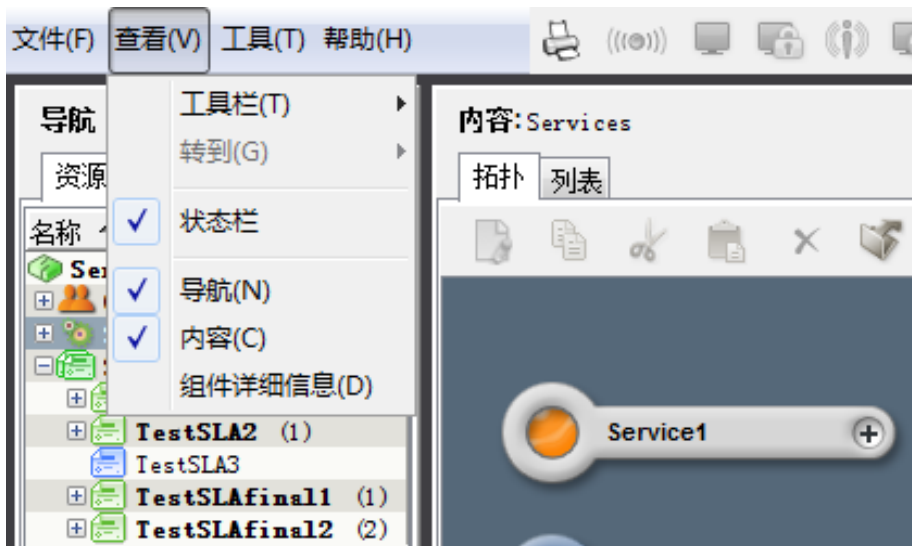 文件(F) 查看(V) 工具(T) 帮助(H)
工具栏(T)
转到(G)
状态栏
导航(N)
内容(C)
组件详细信息(D)
导航
资源
名称
Ser
TestSLA2 (1)
TestSLA3
TestSLAfinal1 (1)
TestSLAfinal2 (2)
内容:Services
拓扑 列表
Service1